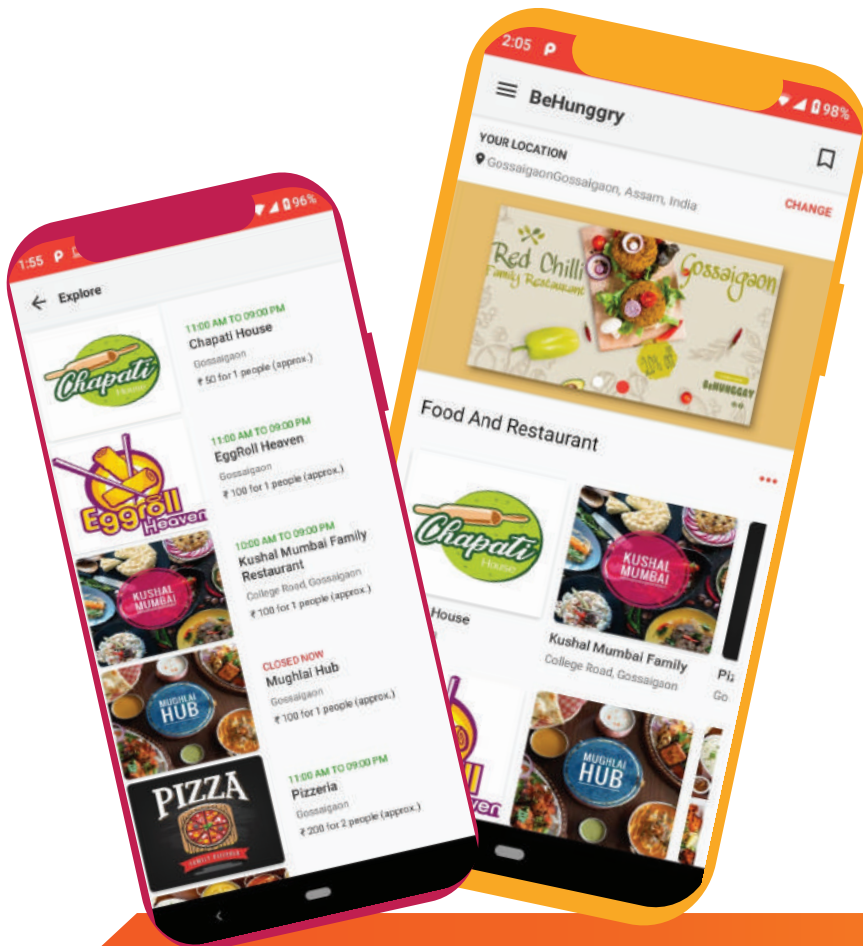 1:55
96%
Explore
Chapati
House
11:00 AM TO 09:00 PM
Chapati House
Gossaigaon
₹ 50 for 1 people (approx.)
Eggroll
Heaven
11:00 AM TO 09:00 PM
EggRoll Heaven
Gossaigaon
₹ 100 for 1 people (approx.)
KUSHAL
MUMBAI
10:00 AM TO 09:00 PM
Kushal Mumbai Family
Restaurant
College Road, Gossaigaon
₹ 100 for 1 people (approx.)
MUGHLAI
HUB
CLOSED NOW
Mughlai Hub
Gossaigaon
₹ 100 for 1 people (approx.)
PIZZA
11:00 AM TO 09:00 PM
Pizzeria
Gossaigaon
₹ 200 for 2 people (approx.)
2:05
98%
BeHunggry
YOUR LOCATION
GossaigaonGossaigaon, Assam, India
CHANGE
Red Chilli
Family Restaurant
Gossaigaon
20% off
BEHUNGGRY
Food And Restaurant
Chapati
House
KUSHAL
MUMBAI
House
Kushal Mumbai Family
College Road, Gossaigaon
Piz
Go
ll
ven
MUGHLAI
HUB